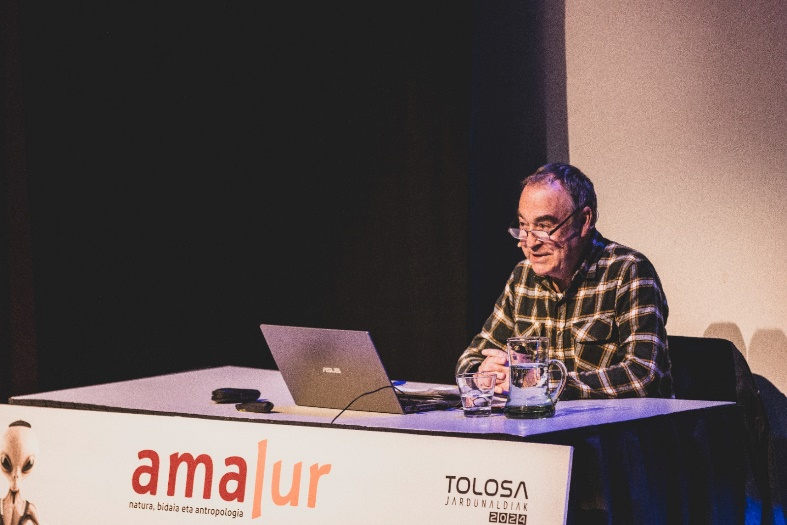 ASUS
amalur
natura, bidaia eta antropologia
TOLOSA
JARDUNALDIAK
2024